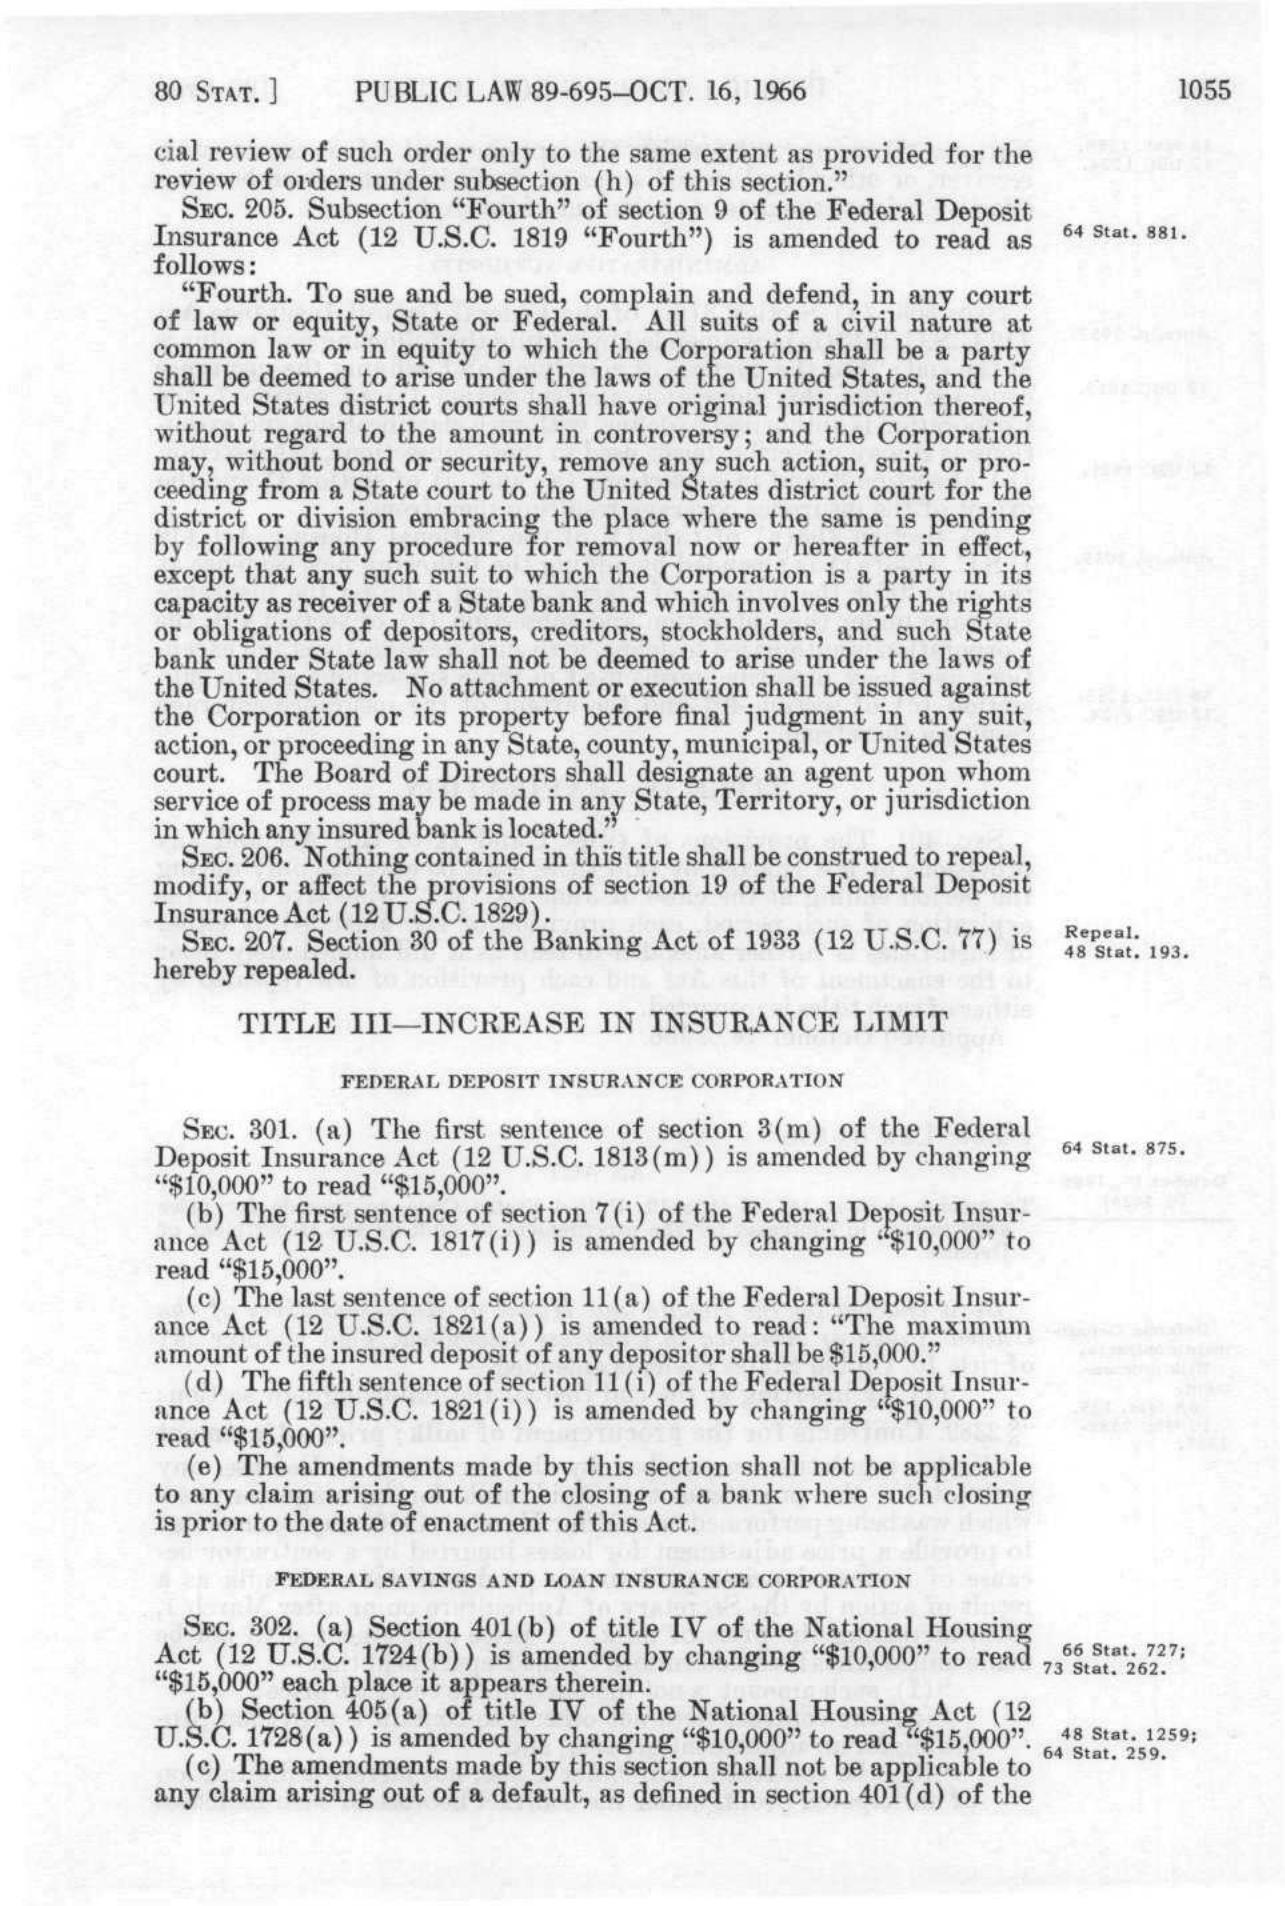 80 STAT. ] PUBLIC LAW 89-695—OCT. 16, 1966 1055
cial review of such order only to the same extent as provided for the
review of orders under subsection (h) of this section.”
SEC. 205. Subsection “Fourth” of section 9 of the Federal Deposit
Insurance Act (12 U.S.C. 1819 “Fourth”) is amended to read as
64 Stat. 881.
follows:
“Fourth. To sue and be sued, complain and defend, in any court
of law or equity, State or Federal. All suits of a civil nature at
common law or in equity to which the Corporation shall be a party
shall be deemed to arise under the laws of the United States, and the
United States district courts shall have original jurisdiction thereof,
without regard to the amount in controversy; and the Corporation
may, without bond or security, remove any such action, suit, or pro-
ceeding from a State court to the United States district court for the
district or division embracing the place where the same is pending
by following any procedure for removal now or hereafter in effect,
except that any such suit to which the Corporation is a party in its
capacity as receiver of a State bank and which involves only the rights
or obligations of depositors, creditors, stockholders, and such State
bank under State law shall not be deemed to arise under the laws of
the United States. No attachment or execution shall be issued against
the Corporation or its property before final judgment in any suit,
action, or proceeding in any State, county, municipal, or United States
court. The Board of Directors shall designate an agent upon whom
service of process may be made in any State, Territory, or jurisdiction
in which any insured bank is located.”
SEC. 206. Nothing contained in this title shall be construed to repeal,
modify, or affect the provisions of section 19 of the Federal Deposit
Insurance Act (12 U.S.C. 1829).
SEC. 207. Section 30 of the Banking Act of 1933 (12 U.S.C. 77) is
hereby repealed.
Repeal.
48 Stat. 193.
TITLE III—INCREASE IN INSURANCE LIMIT
FEDERAL DEPOSIT INSURANCE CORPORATION
SEC. 301. (a) The first sentence of section 3(m) of the Federal
Deposit Insurance Act (12 U.S.C. 1813(m)) is amended by changing
64 Stat. 875.
“$10,000” to read “$15,000”.
(b) The first sentence of section 7(i) of the Federal Deposit Insur-
ance Act (12 U.S.C. 1817(i)) is amended by changing “$10,000” to
read “$15,000”.
(c) The last sentence of section 11(a) of the Federal Deposit Insur-
ance Act (12 U.S.C. 1821(a)) is amended to read: “The maximum
amount of the insured deposit of any depositor shall be $15,000.”
(d) The fifth sentence of section 11(i) of the Federal Deposit Insur-
ance Act (12 U.S.C. 1821(i)) is amended by changing “$10,000” to
read “$15,000”.
(e) The amendments made by this section shall not be applicable
to any claim arising out of the closing of a bank where such closing
is prior to the date of enactment of this Act.
FEDERAL SAVINGS AND LOAN INSURANCE CORPORATION
SEC. 302. (a) Section 401(b) of title IV of the National Housing
Act (12 U.S.C. 1724(b)) is amended by changing “$10,000” to read
“$15,000” each place it appears therein.
66 Stat. 727;
73 Stat. 262.
(b) Section 405(a) of title IV of the National Housing Act (12
U.S.C. 1728(a)) is amended by changing “$10,000” to read “$15,000”.
48 Stat. 1259;
64 Stat. 259.
(c) The amendments made by this section shall not be applicable to
any claim arising out of a default, as defined in section 401(d) of the